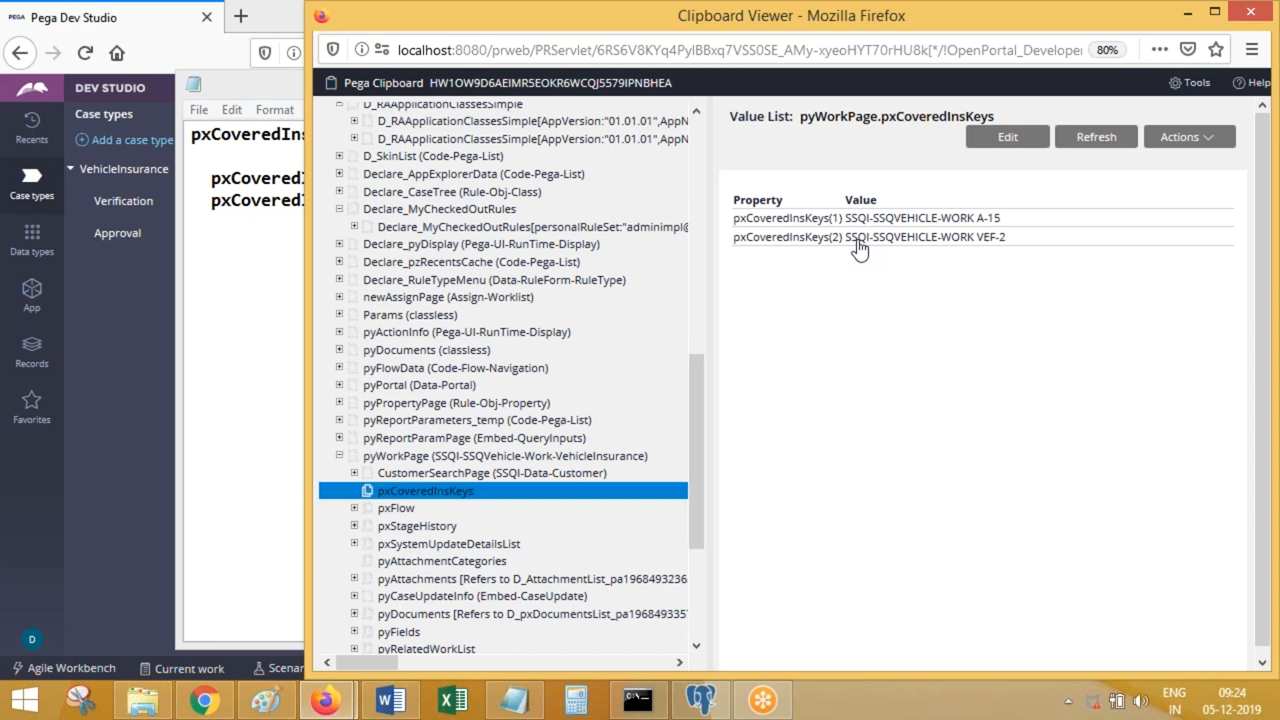 PEGA Pega Dev Studio
Clipboard Viewer - Mozilla Firefox
localhost:8080/prweb/PRServlet/6RS6V8KYq4PylBBxq7VSS0SE_AMy-xyeoHYT70rHU8k[*/!OpenPortal_Developer
80%
Pega Clipboard HW1OW9D6AEIMR5EOKR6WCQJ5579IPNBHEA
Tools
Help
DEV STUDIO
Case types
Add a case type
VehicleInsurance
Verification
Approval
Recents
Case types
Data types
App
Records
Favorites
D
File Edit Format
pxCoveredIns
pxCoveredI
pxCoveredI
D_RAApplicationClassesSimple
D_RAApplicationClassesSimple[AppVersion:"01.01.01",AppN
D_RAApplicationClassesSimple[AppVersion:"01.01.01",AppN
D_SkinList (Code-Pega-List)
Declare_AppExplorerData (Code-Pega-List)
Declare_CaseTree (Rule-Obj-Class)
Declare_MyCheckedOutRules
Declare_MyCheckedOutRules[personalRuleSet:"adminimpl@
Declare_pyDisplay (Pega-UI-RunTime-Display)
Declare_pzRecentsCache (Code-Pega-List)
Declare_RuleTypeMenu (Data-RuleForm-RuleType)
newAssignPage (Assign-Worklist)
Params (classless)
pyActionInfo (Pega-UI-RunTime-Display)
pyDocuments (classless)
pyFlowData (Code-Flow-Navigation)
pyPortal (Data-Portal)
pyPropertyPage (Rule-Obj-Property)
pyReportParameters_temp (Code-Pega-List)
pyReportParamPage (Embed-QueryInputs)
pyWorkPage (SSQI-SSQVehicle-Work-VehicleInsurance)
CustomerSearchPage (SSQI-Data-Customer)
pxCoveredInsKeys
pxFlow
pxStageHistory
pxSystemUpdateDetailsList
pyAttachmentCategories
pyAttachments [Refers to D_AttachmentList_pa1968493236
pyCaseUpdateInfo (Embed-CaseUpdate)
pyDocuments [Refers to D_pxDocumentsList_pa196849335
pyFields
pyRelatedWorkList
Value List: pyWorkPage.pxCoveredInsKeys
Edit
Refresh
Actions
Property Value
pxCoveredInsKeys(1) SSQI-SSQVEHICLE-WORK A-15
pxCoveredInsKeys(2) SSQI-SSQVEHICLE-WORK VEF-2
Agile Workbench
Current work
Scenar
ENG
IN
09:24
05-12-2019